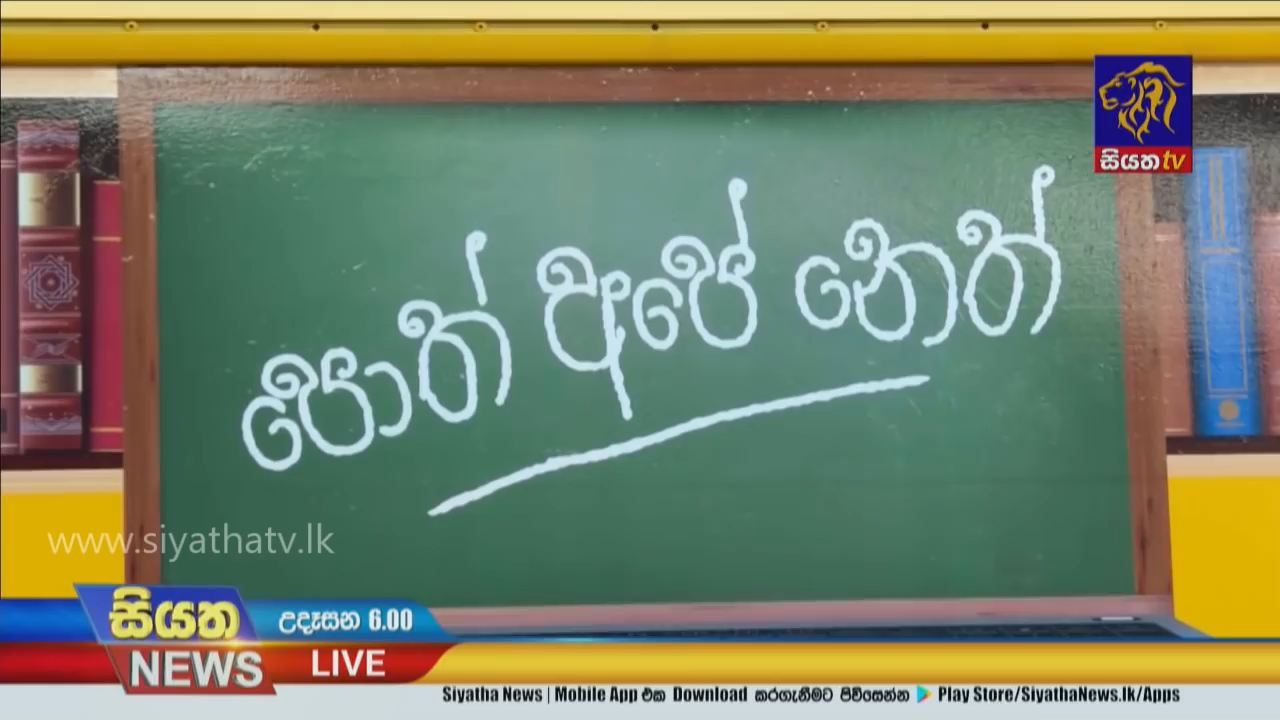 සියත tv
පොත් අපේ නෙත්
www.siyathatv.lk
සියත
NEWS
උදෑසන 6.00
LIVE
Siyatha News | Mobile App එක Download කරගැනීමට පිවිසෙන්න Play Store/SiyathaNews.lk/Apps